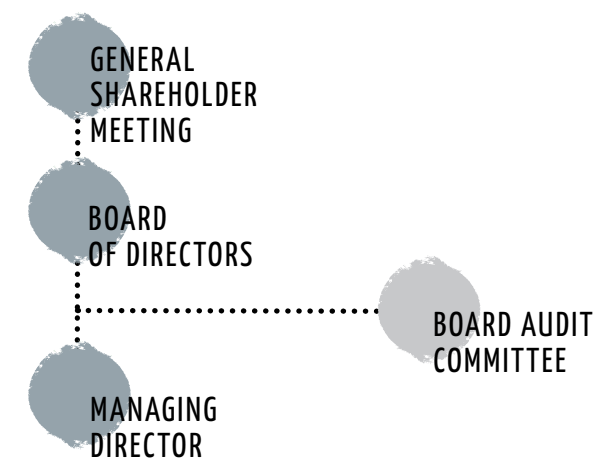 GENERAL
SHAREHOLDER
MEETING
BOARD
OF DIRECTORS
BOARD AUDIT
COMMITTEE
MANAGING
DIRECTOR